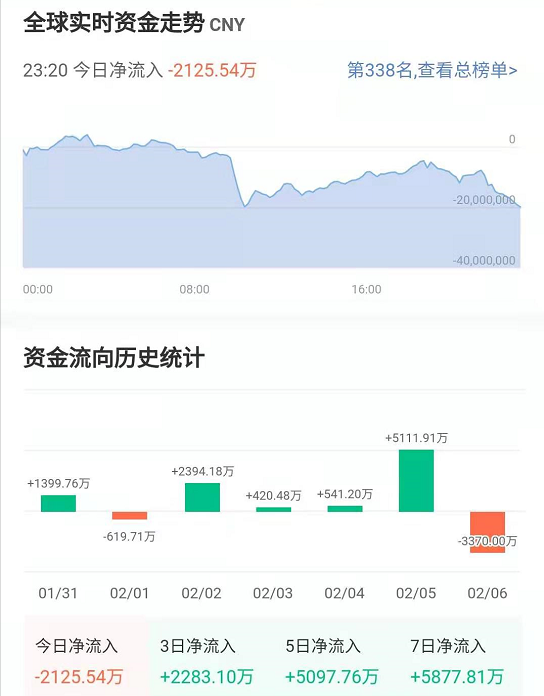 全球实时资金走势 CNY
23:20 今日净流入 -2125.54万 第338名,查看总榜单>
0
-20,000,000
-40,000,000
00:00 08:00 16:00
资金流向历史统计
+5111.91万
+2394.18万
+1399.76万 +420.48万 +541.20万
-619.71万 -3370.00万
01/31 02/01 02/02 02/03 02/04 02/05 02/06
今日净流入 3日净流入 5日净流入 7日净流入
-2125.54万 +2283.10万 +5097.76万 +5877.81万